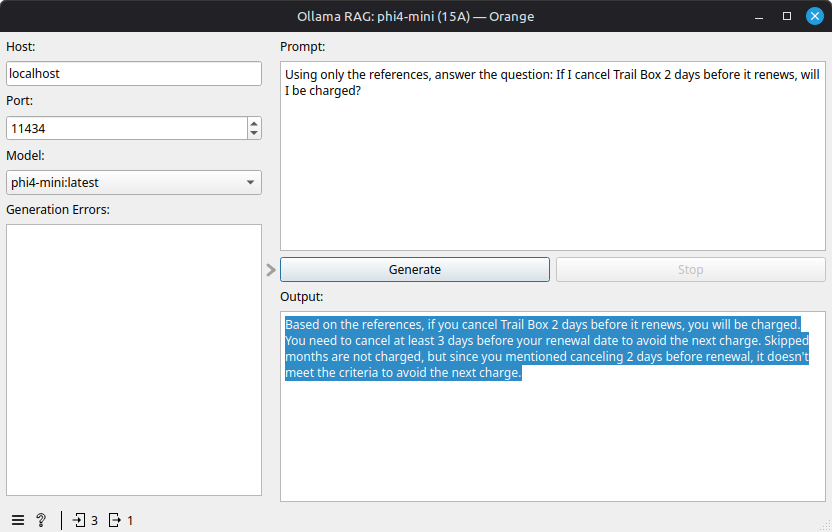 Ollama RAG: phi4-mini (15A) — Orange
Host:
localhost
Port:
11434
Model:
phi4-mini:latest
Generation Errors:
Prompt:
Using only the references, answer the question: If I cancel Trail Box 2 days before it renews, will
I be charged?
Generate
Stop
Output:
Based on the references, if you cancel Trail Box 2 days before it renews, you will be charged.
You need to cancel at least 3 days before your renewal date to avoid the next charge. Skipped
months are not charged, but since you mentioned canceling 2 days before renewal, it doesn't
meet the criteria to avoid the next charge.
? 3 1